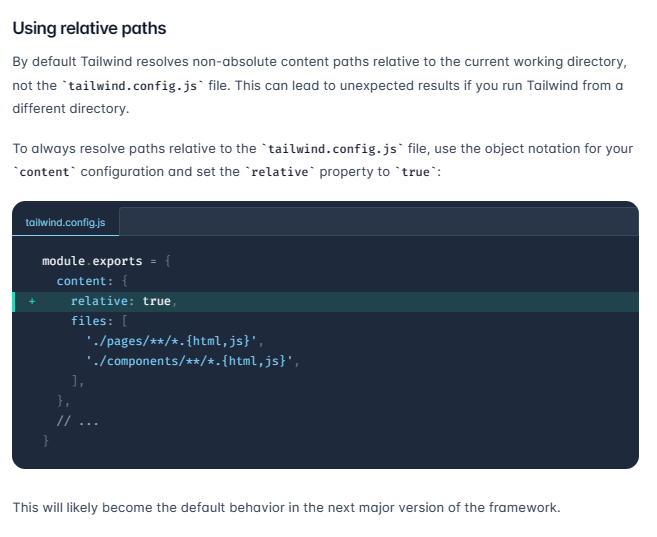 Using relative paths
By default Tailwind resolves non-absolute content paths relative to the current working directory,
not the `tailwind.config.js` file. This can lead to unexpected results if you run Tailwind from a
different directory.
To always resolve paths relative to the `tailwind.config.js` file, use the object notation for your
`content` configuration and set the `relative` property to `true`:
tailwind.config.js
module.exports = {
  content: {
+    relative: true,
    files: [
      './pages/**/*.{html,js}',
      './components/**/*.{html,js}',
    ],
  },
  // ...
}
This will likely become the default behavior in the next major version of the framework.